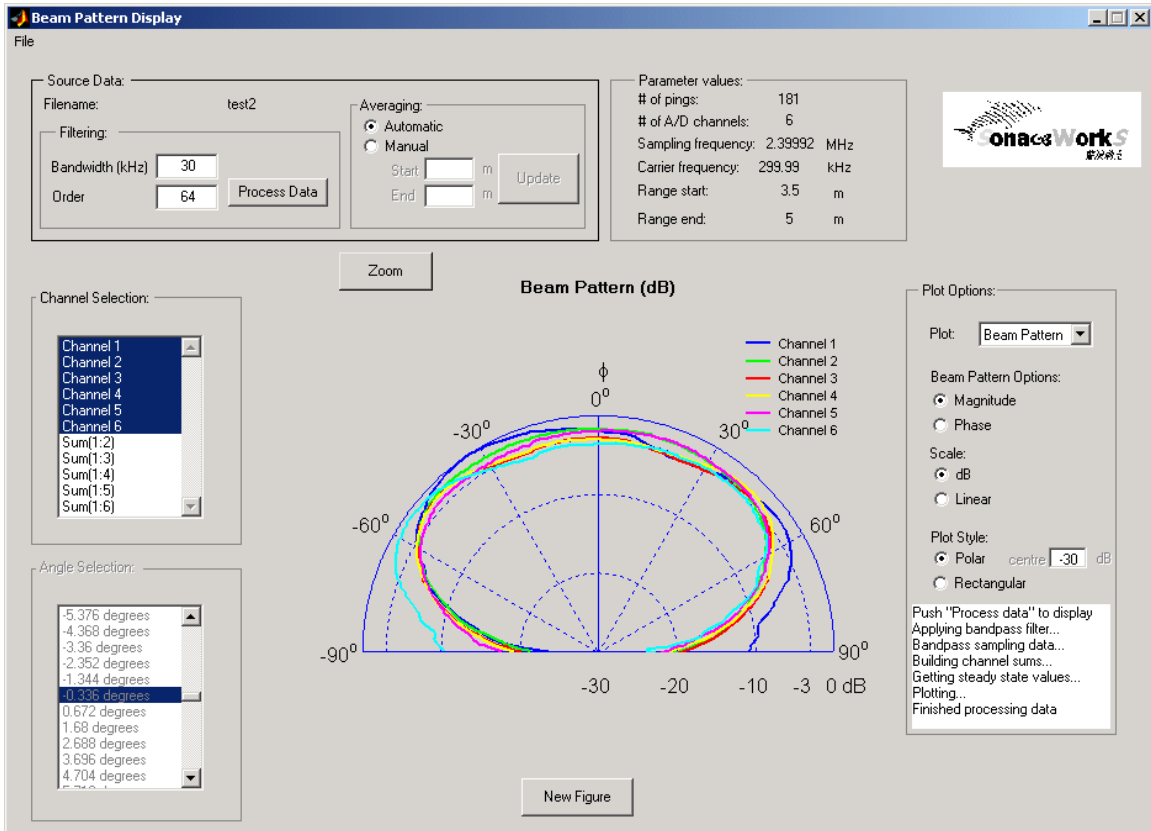 Beam Pattern Display
File
Source Data:
Filename: test2
Filtering:
Bandwidth (kHz) 30
Order 64
Process Data
Averaging:
Automatic
Manual
Start m
End m
Update
Parameter values:
# of pings: 181
# of A/D channels: 6
Sampling frequency: 2.39992 MHz
Carrier frequency: 299.99 kHz
Range start: 3.5 m
Range end: 5 m
Zoom
Channel Selection:
Channel 1
Channel 2
Channel 3
Channel 4
Channel 5
Channel 6
Sum(1:2)
Sum(1:3)
Sum(1:4)
Sum(1:5)
Sum(1:6)
Angle Selection:
-5.376 degrees
-4.368 degrees
-3.36 degrees
-2.352 degrees
-1.344 degrees
-0.336 degrees
0.672 degrees
1.68 degrees
2.688 degrees
3.696 degrees
4.704 degrees
Beam Pattern (dB)
Channel 1
Channel 2
Channel 3
Channel 4
Channel 5
Channel 6
ϕ
0⁰
-30⁰ 30⁰
-60⁰ 60⁰
-90⁰ 90⁰
-30 -20 -10 -3 0 dB
New Figure
Plot Options:
Plot: Beam Pattern
Beam Pattern Options:
Magnitude
Phase
Scale:
dB
Linear
Plot Style:
Polar centre -30 dB
Rectangular
Push "Process data" to display
Applying bandpass filter...
Bandpass sampling data...
Building channel sums...
Getting steady state values...
Plotting...
Finished processing data